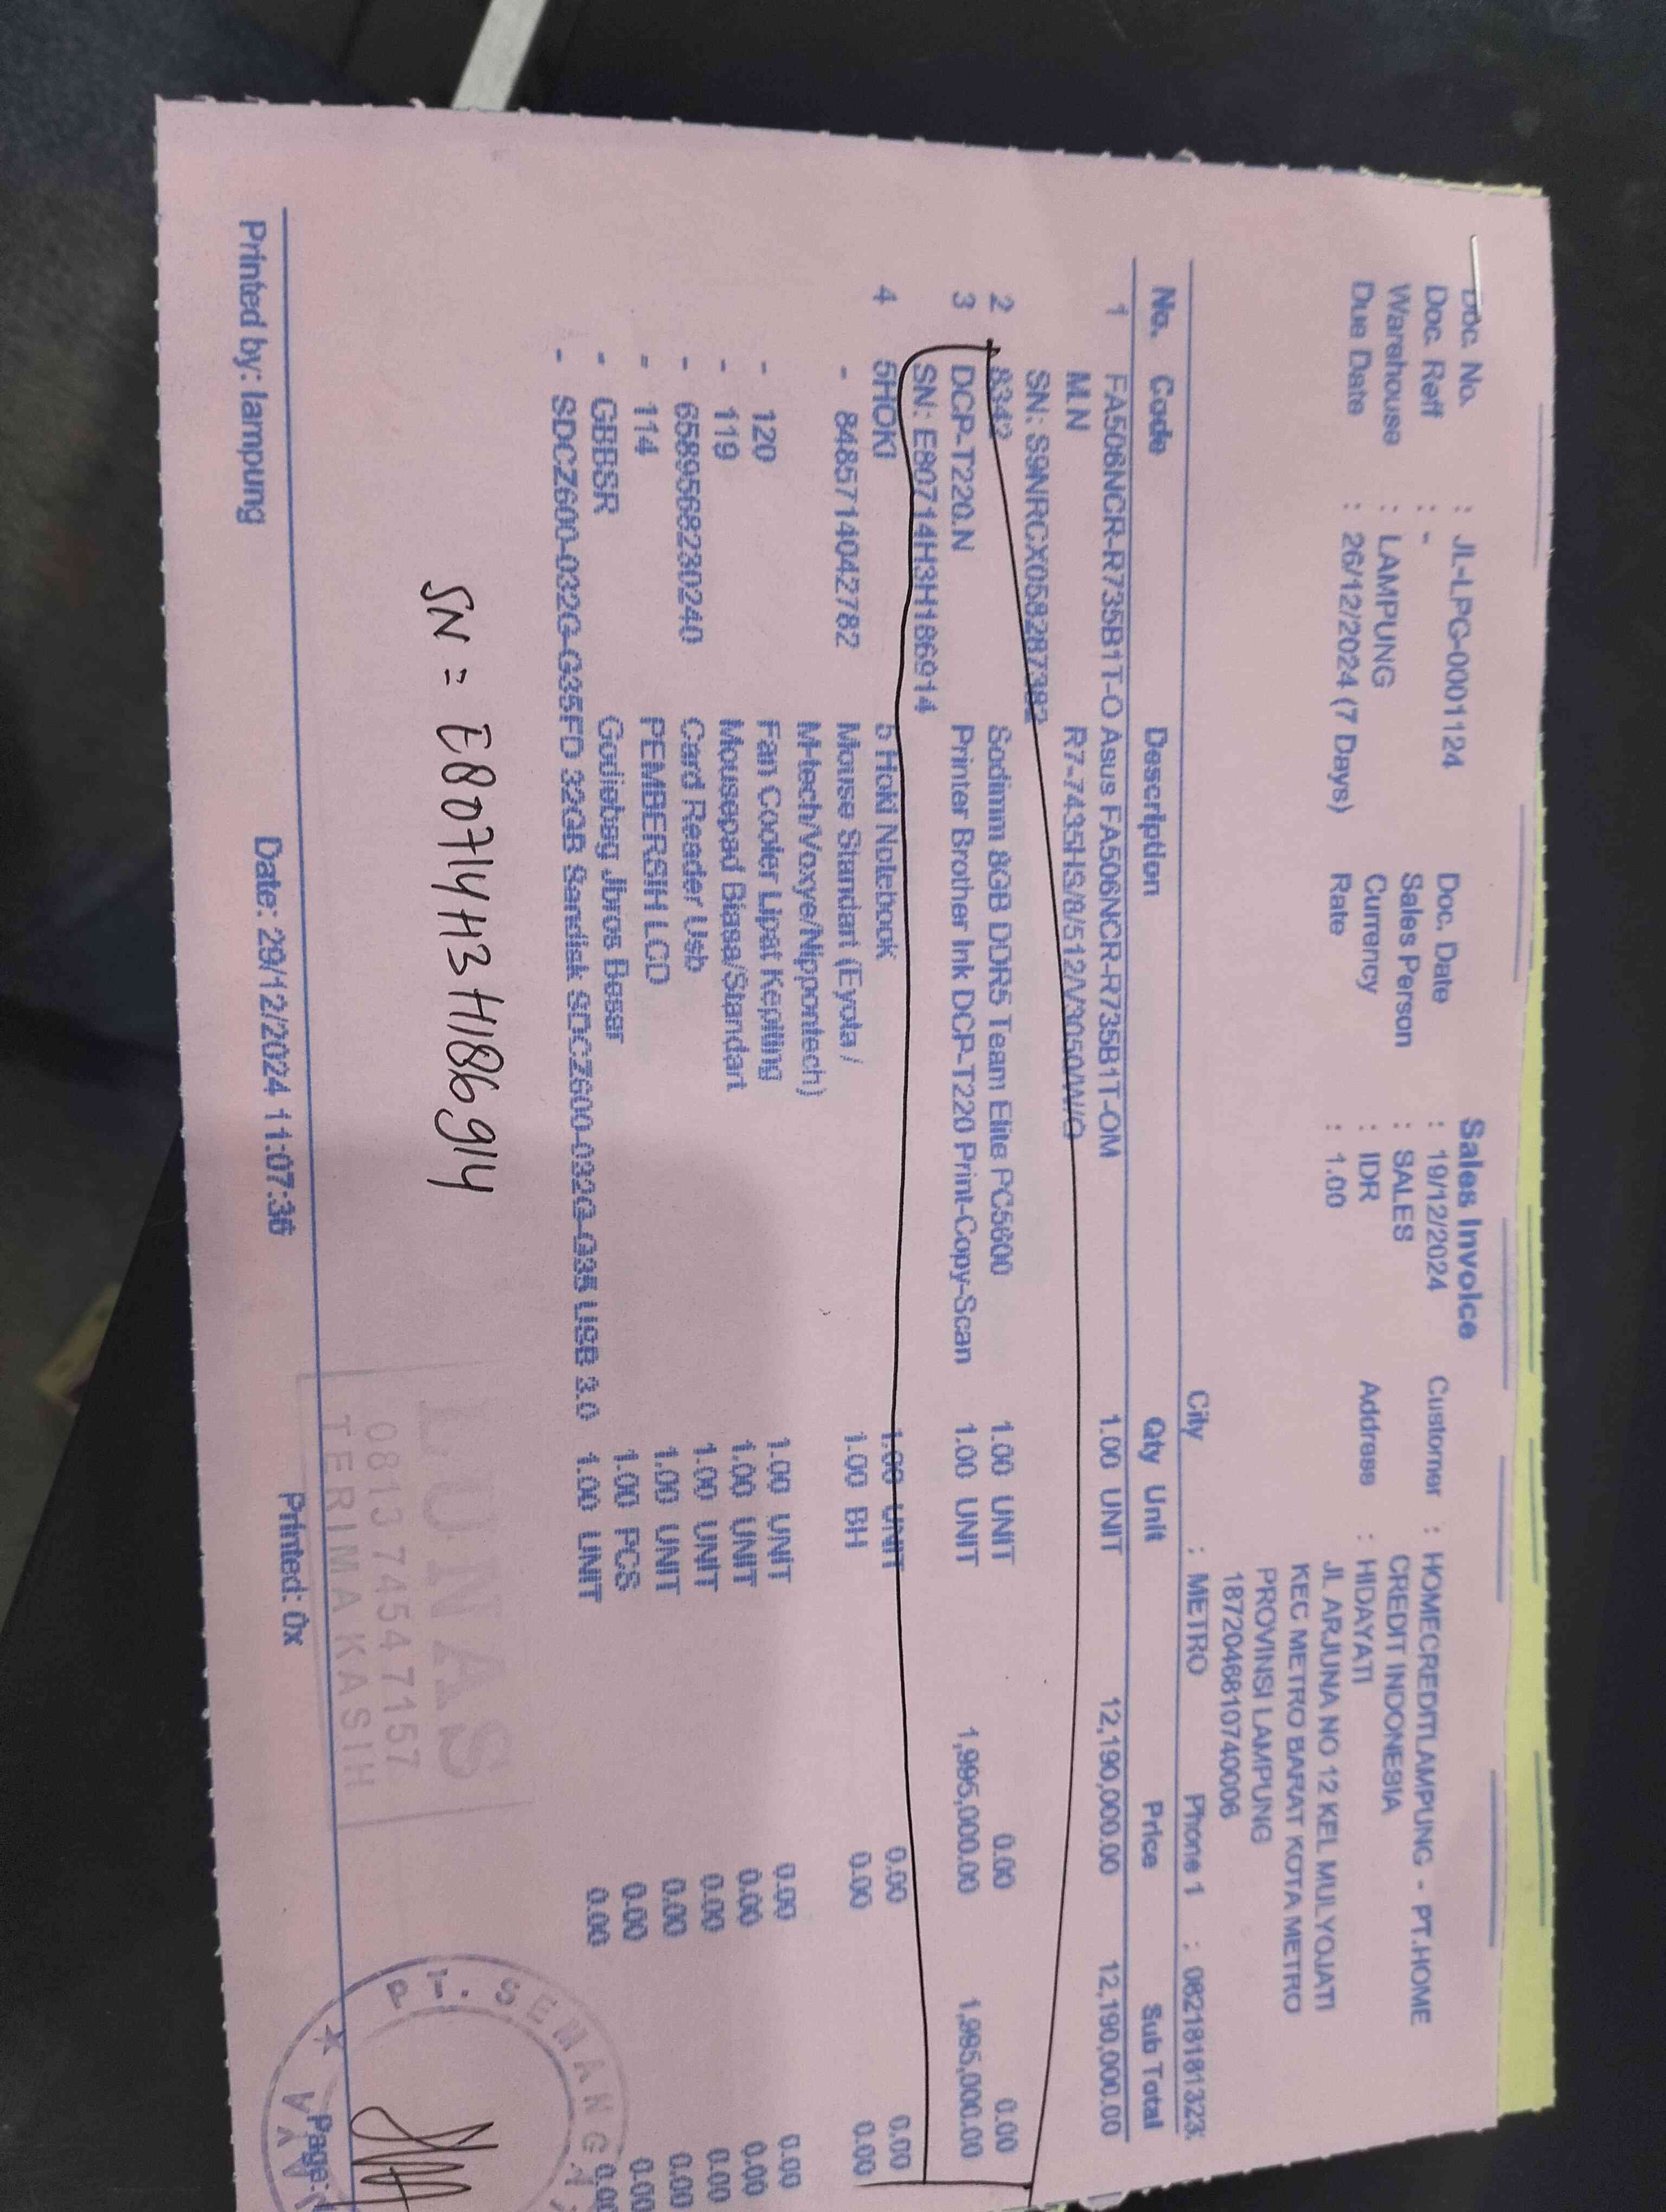 Sales Invoice
Doc. No. : JL-LPG-0001124 Doc. Date : 19/12/2024 Customer : HOMECREDITLAMPUNG - PT.HOME
Doc. Reff : - Sales Person : SALES CREDIT INDONESIA
Warehouse : LAMPUNG Currency : IDR Address : HIDAYATI
Due Date : 26/12/2024 (7 Days) Rate : 1.00 JL ARJUNA NO 12 KEL MULYOJATI
KEC METRO BARAT KOTA METRO
PROVINSI LAMPUNG
1872046810740006
City : METRO Phone 1 : 08218181323
No. Code Description Qty Unit Price Sub Total
1 FA506NCR-R735B1T-O Asus FA506NCR-R735B1T-OM 1.00 UNIT 12,190,000.00 12,190,000.00
M.N R7-7435HS/8/512/V3050/W/O
SN: S9NRCX058287382
2 8342 Sodimm 8GB DDR5 Team Elite PC5600 1.00 UNIT 0.00 0.00
3 DCP-T220.N Printer Brother Ink DCP-T220 Print-Copy-Scan 1.00 UNIT 1,995,000.00 1,995,000.00
SN: E80714H3H186914
4 5HOKI 5 Hoki Notebook 1.00 UNIT 0.00 0.00
- 8485714042782 Mouse Standart (Eyota / 1.00 BH 0.00 0.00
M-tech/Voxye/Nippontech)
- 120 Fan Cooler Lipat Kepiting 1.00 UNIT 0.00 0.00
- 119 Mousepad Biasa/Standart 1.00 UNIT 0.00 0.00
- 6589568230240 Card Reader Usb 1.00 UNIT 0.00 0.00
- 114 PEMBERSIH LCD 1.00 UNIT 0.00 0.00
- GBBSR Godiebag Jbros Besar 1.00 PCS 0.00 0.00
- SDCZ600-032G-G35FD 32GB Sandisk SDCZ600-032G-G35 USB 3.0 1.00 UNIT 0.00 0.00
SN = E80714H3H186914
LUNAS
0813 7454 7157
TERIMA KASIH
PT. SEMANG
Printed by: lampung Date: 29/12/2024 11:07:36 Printed: 0x Page: